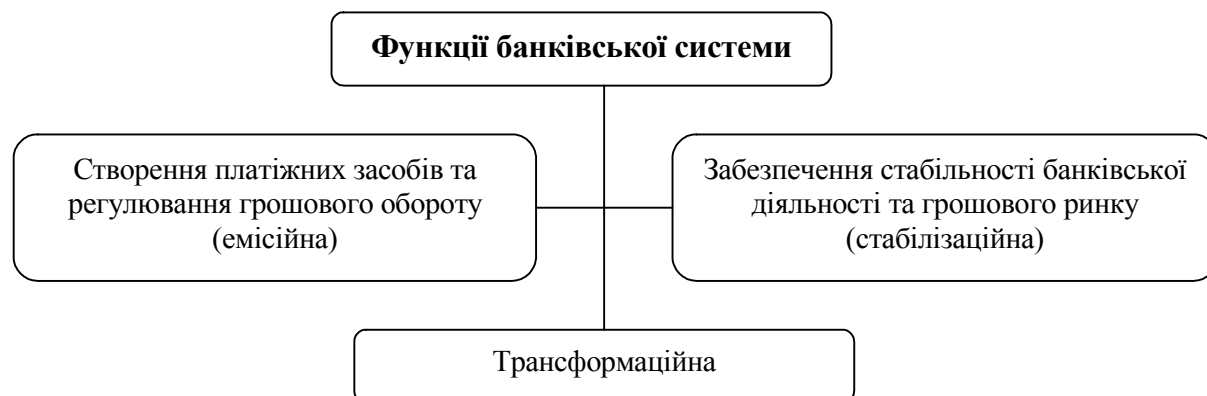 Функції банківської системи
Створення платіжних засобів та
регулювання грошового обороту
(емісійна)
Забезпечення стабільності банківської
діяльності та грошового ринку
(стабілізаційна)
Трансформаційна